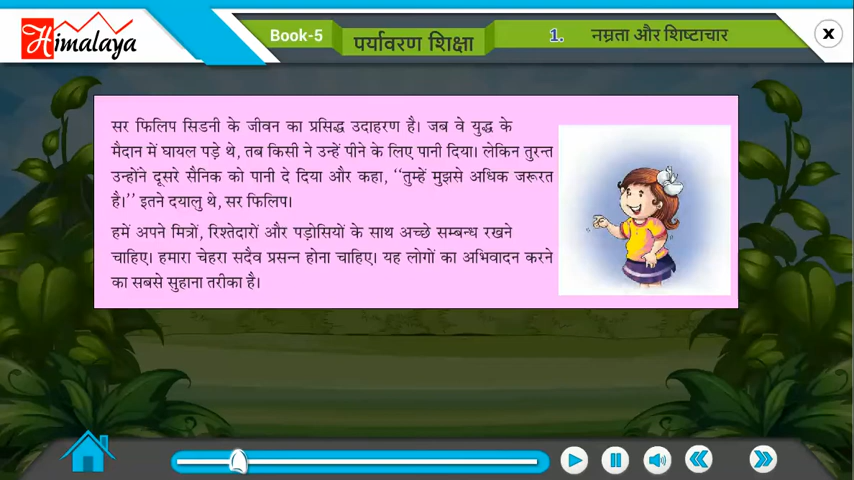 Himalaya
Book-5
पर्यावरण शिक्षा
1. नम्रता और शिष्टाचार
X
सर फिलिप सिडनी के जीवन का प्रसिद्ध उदाहरण है। जब वे युद्ध के
मैदान में घायल पड़े थे, तब किसी ने उन्हें पीने के लिए पानी दिया। लेकिन तुरन्त
उन्होंने दूसरे सैनिक को पानी दे दिया और कहा, ‘‘तुम्हें मुझसे अधिक जरूरत
है।’’ इतने दयालु थे, सर फिलिप।
हमें अपने मित्रों, रिश्तेदारों और पड़ोसियों के साथ अच्छे सम्बन्ध रखने
चाहिए। हमारा चेहरा सदैव प्रसन्न होना चाहिए। यह लोगों का अभिवादन करने
का सबसे सुहाना तरीका है।